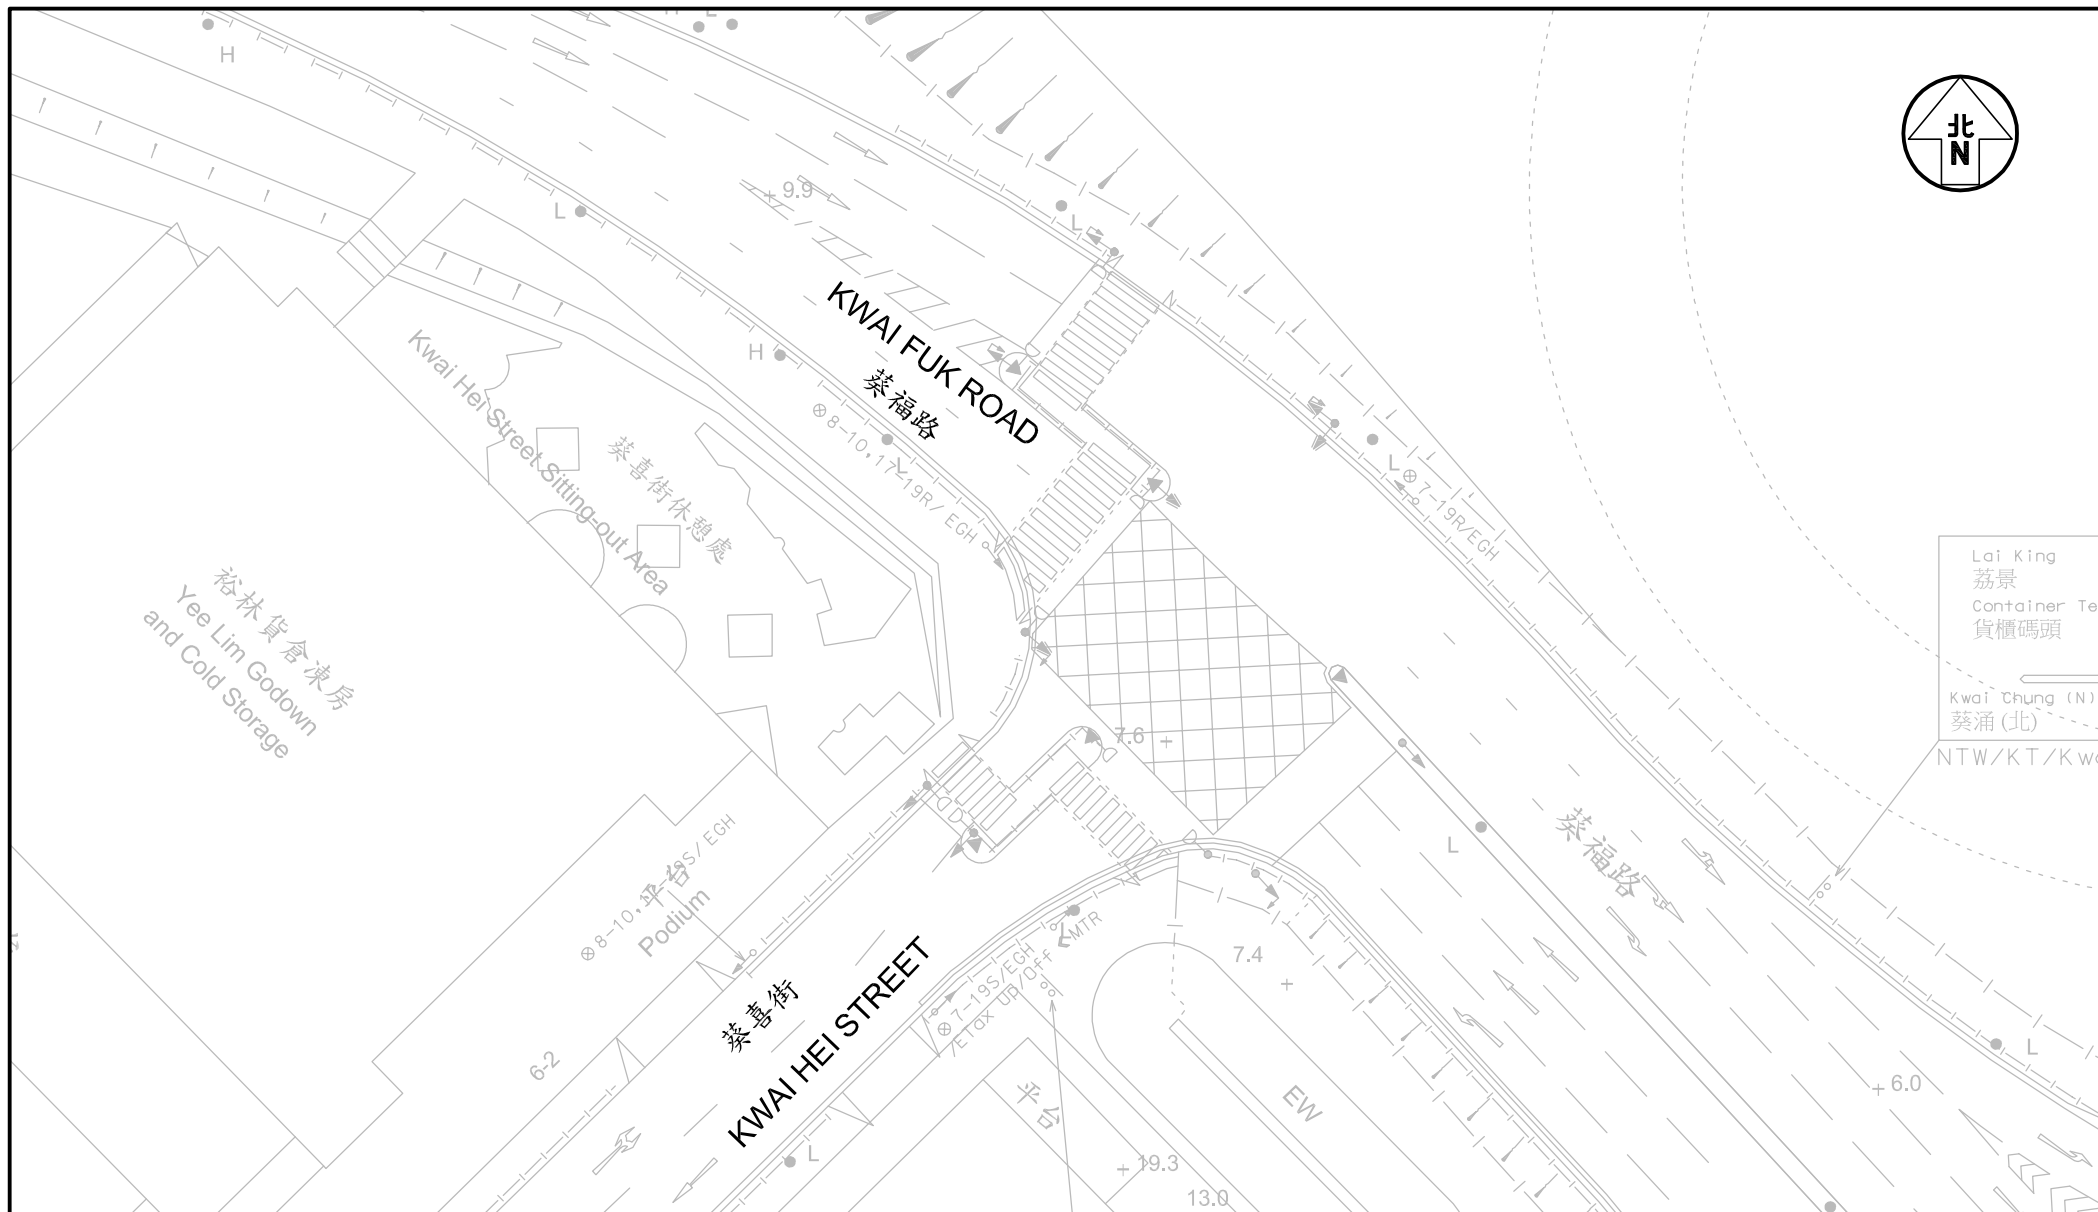 H
L
北
N
9.9
L
L
KWAI FUK ROAD
葵福路
H
Kwai Hei Street Sitting-out Area
葵喜街休憩處
⊗8-10,17-19R/EGH
L
L
⊗7-19R/EGH
裕林貨倉凍房
Yee Lim Godown
and Cold Storage
Lai King
荔景
Container Te
貨櫃碼頭
Kwai Chung (N)
葵涌(北)
NTW/KT/Kwa
7.6
葵福路
L
平台
Podium
7.4
⊗7-19S/EGH
MTR
L
葵喜街
KWAI HEI STREET
6-2
平台
EW
L
6.0
L
19.3
13.0